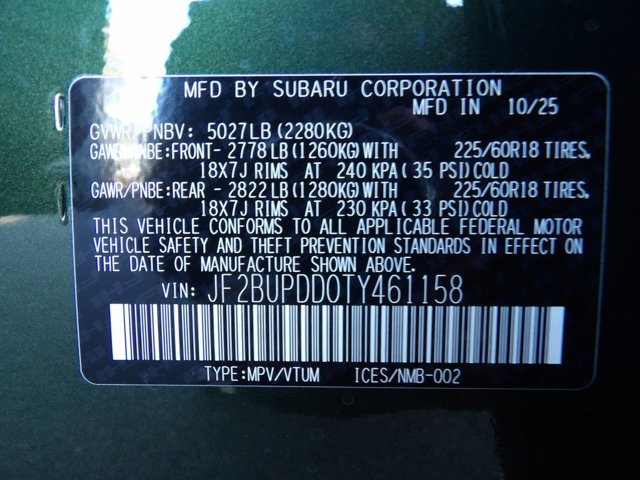 MFD BY SUBARU CORPORATION
MFD IN 10/25
GVWR/PNBV: 5027LB (2280KG)
GAWR/PNBE:FRONT- 2778 LB (1260KG) WITH 225/60R18 TIRES.
18X7J RIMS AT 240 KPA (35 PSI) COLD
GAWR/PNBE:REAR - 2822 LB (1280KG) WITH 225/60R18 TIRES.
18X7J RIMS AT 230 KPA (33 PSI) COLD
THIS VEHICLE CONFORMS TO ALL APPLICABLE FEDERAL MOTOR
VEHICLE SAFETY AND THEFT PREVENTION STANDARDS IN EFFECT ON
THE DATE OF MANUFACTURE SHOWN ABOVE.
VIN: JF2BUPDD0TY461158
TYPE:MPV/VTUM ICES/NMB-002